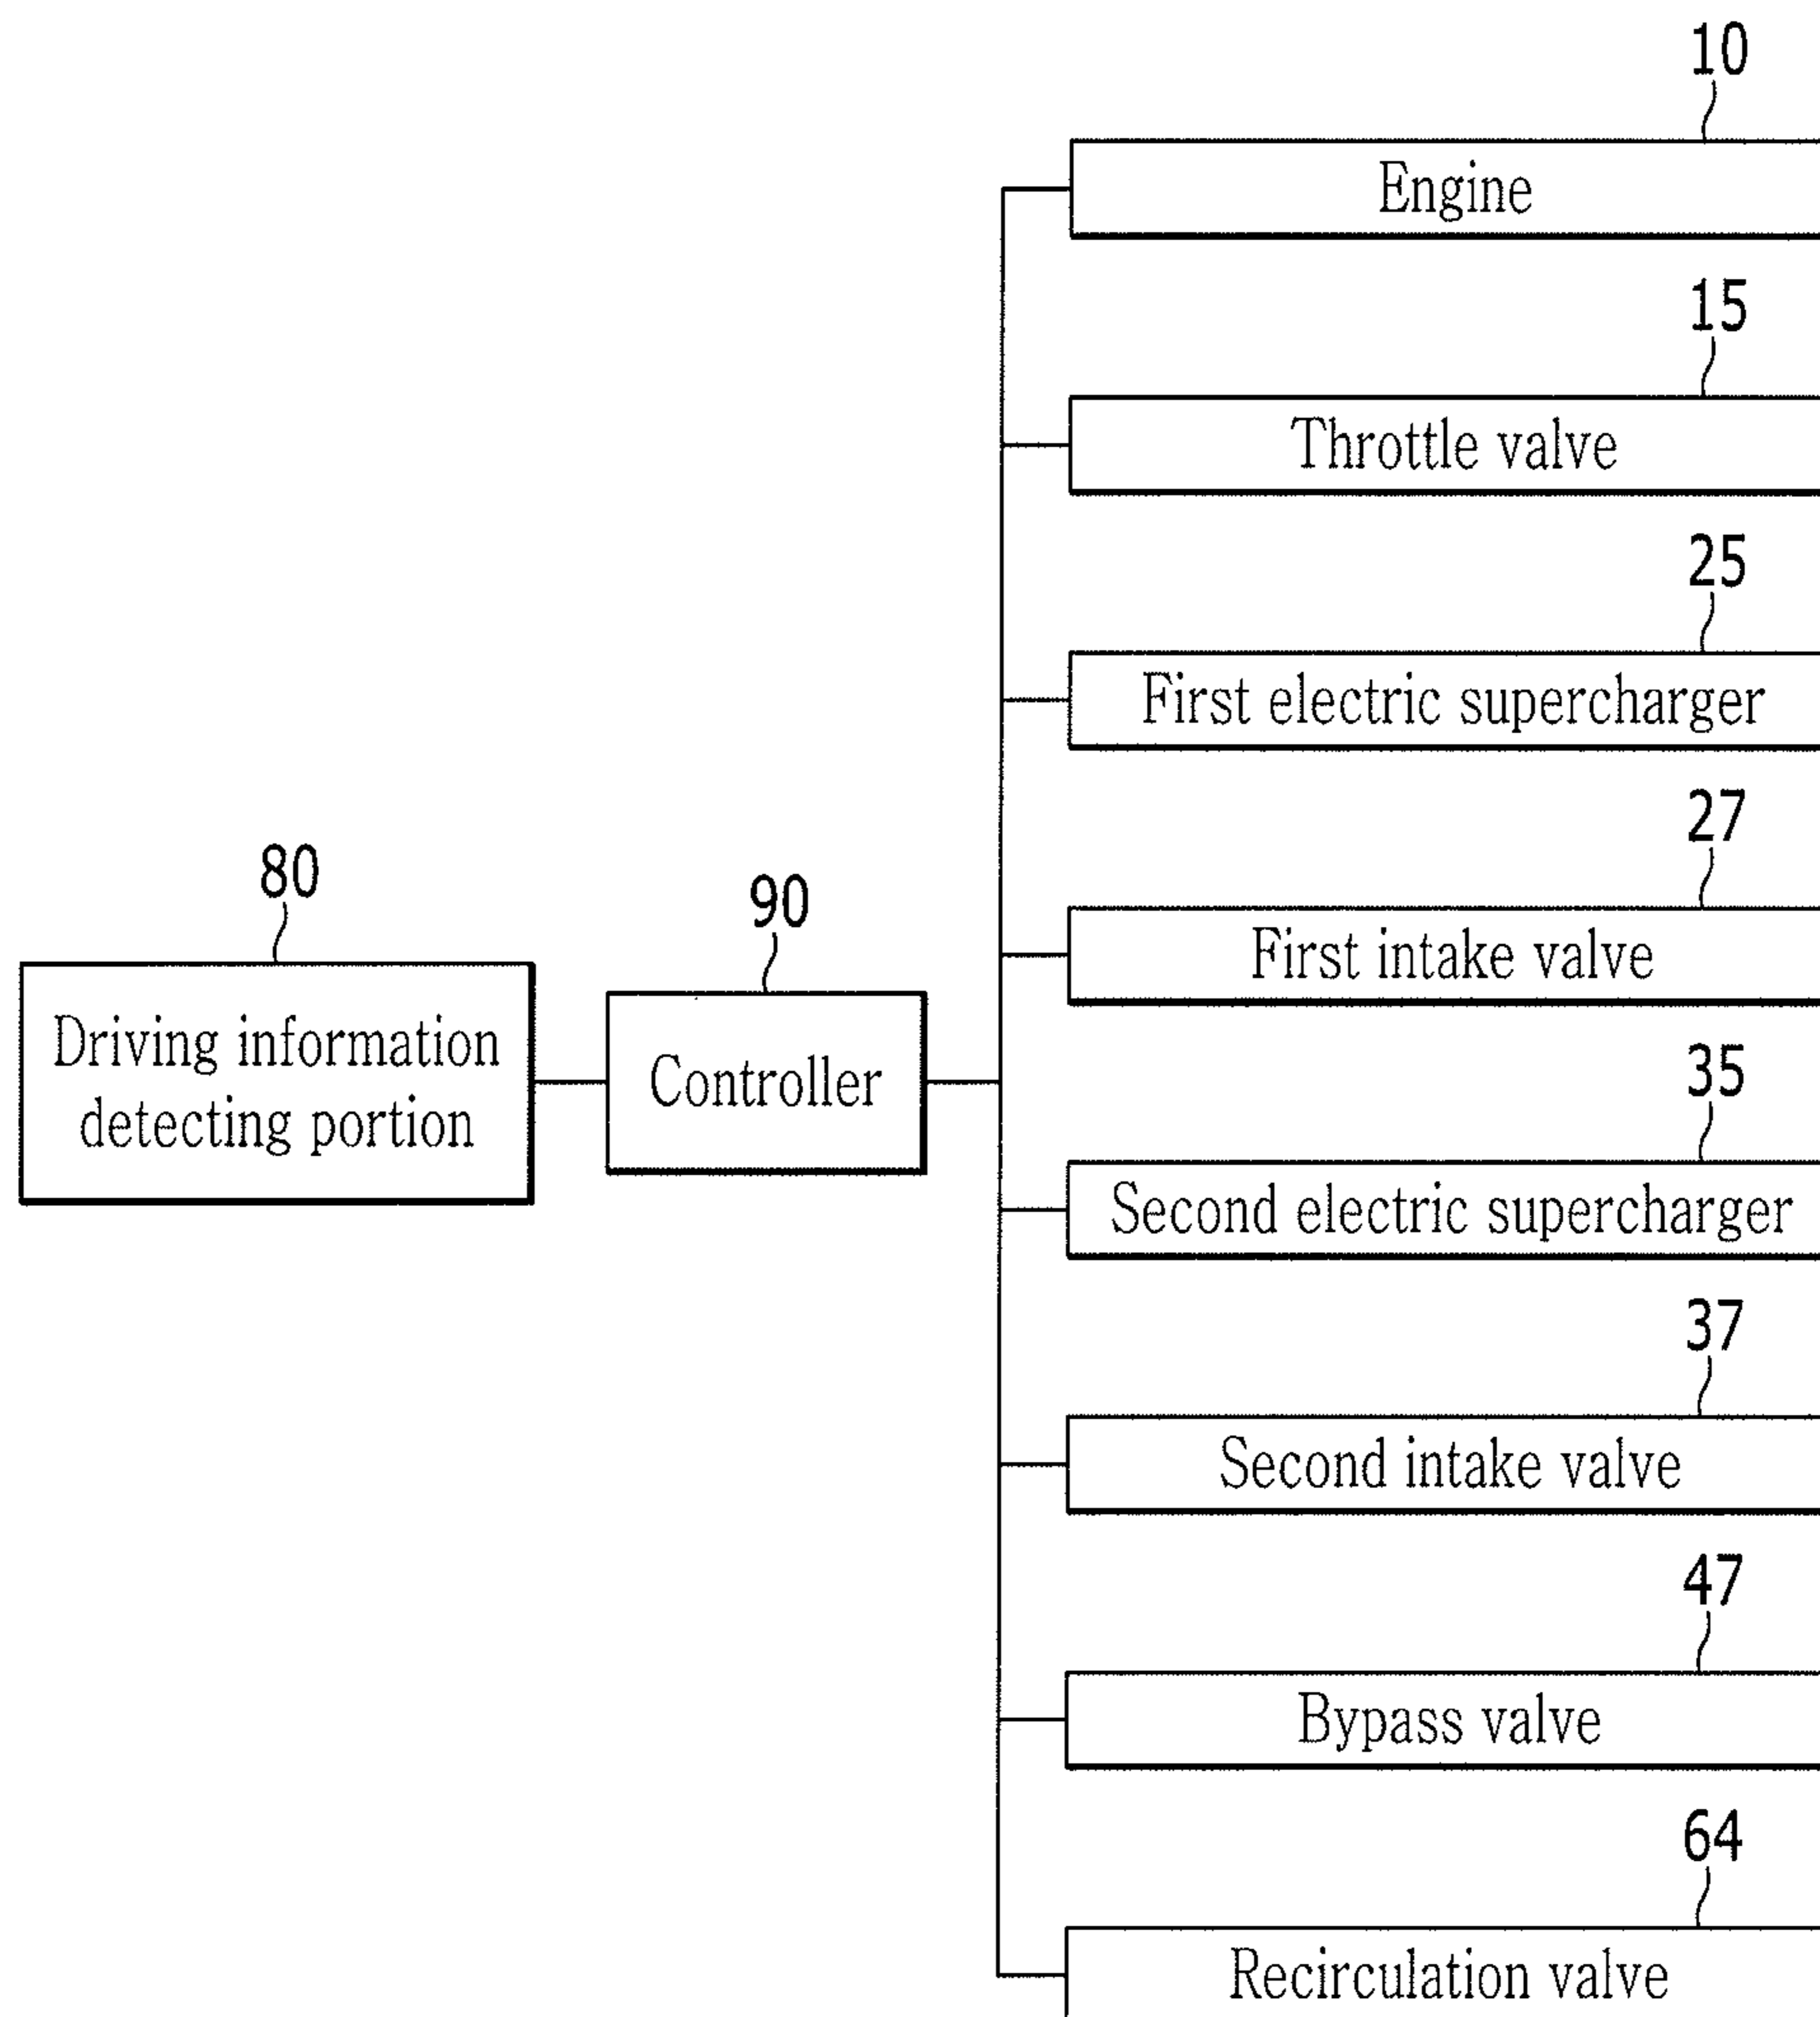 10
Engine
15
Throttle valve
25
First electric supercharger
27
First intake valve
80
Driving information
detecting portion
90
Controller
35
Second electric supercharger
37
Second intake valve
47
Bypass valve
64
Recirculation valve